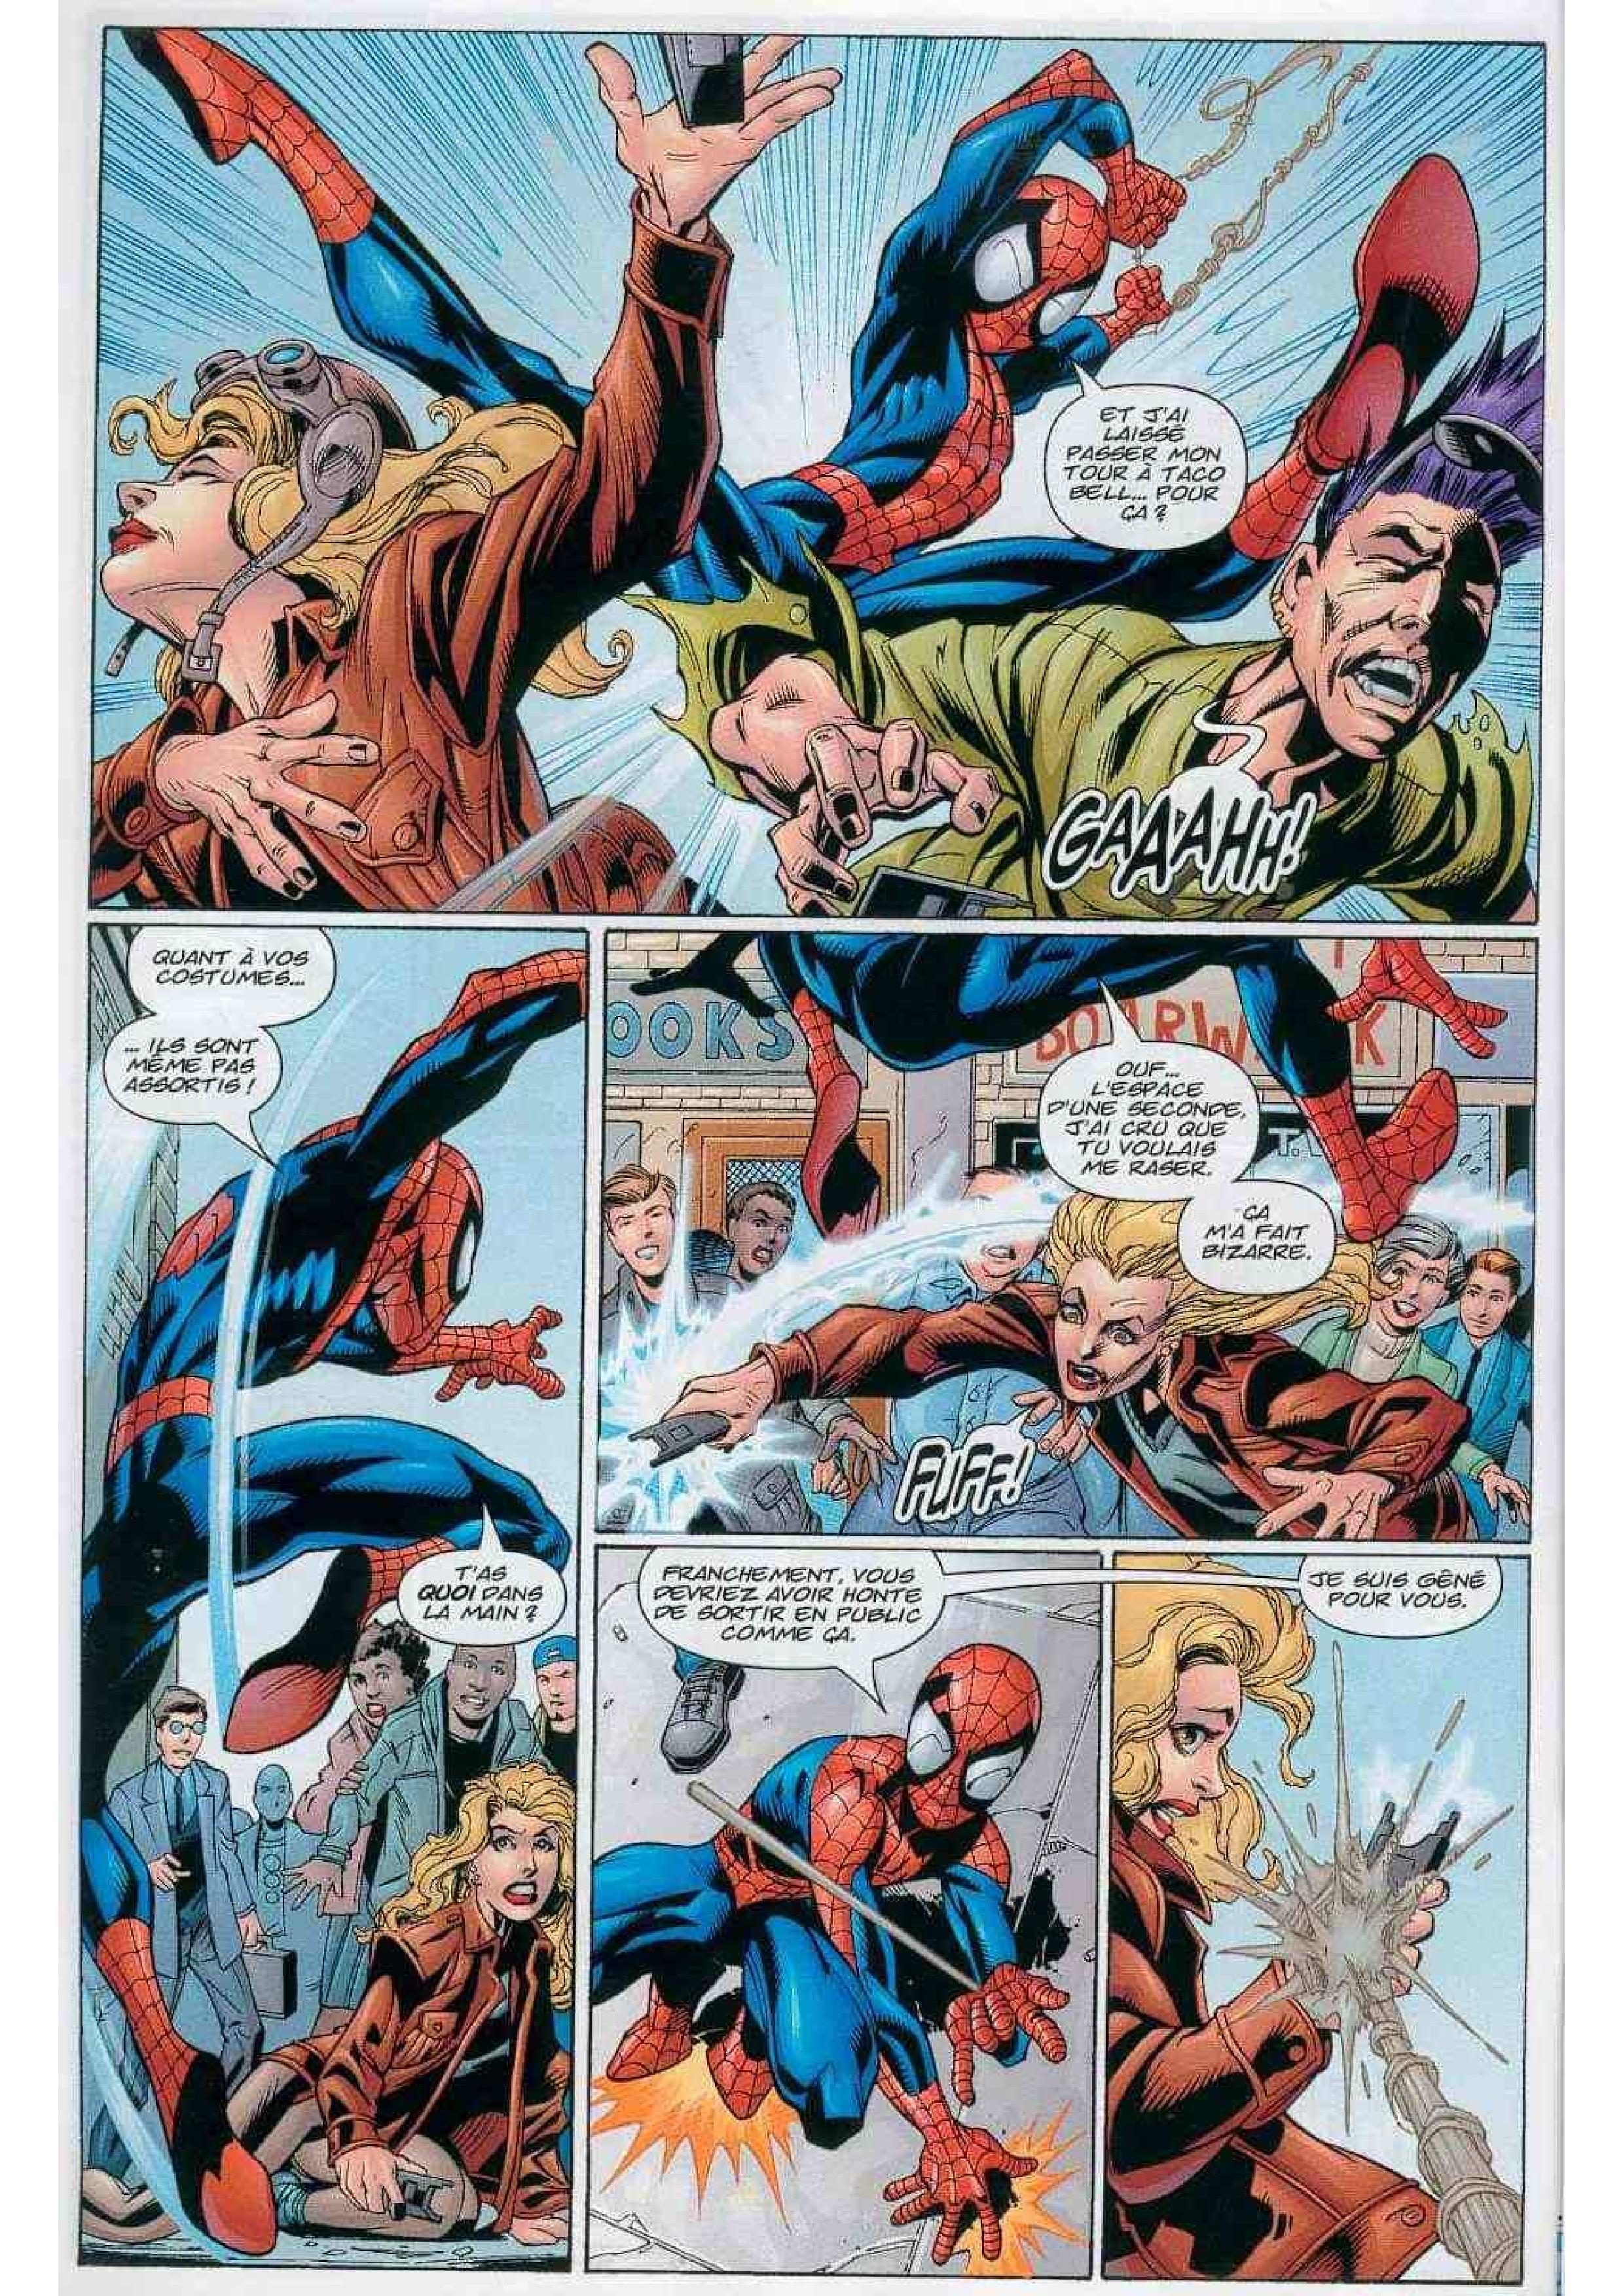 ET J'AI
LAISSÉ
PASSER MON
TOUR À TACO
BELL... POUR
ÇA ?
GAAAHH!
QUANT À VOS
COSTUMES...
... ILS SONT
MÊME PAS
ASSORTIS !
T'AS
QUOI DANS
LA MAIN ?
OOKS
BOARWALK
OUF...
L'ESPACE
D'UNE SECONDE,
J'AI CRU QUE
TU VOULAIS
ME RASER.
T.
ÇA
M'A FAIT
BIZARRE.
FUFF!
FRANCHEMENT, VOUS
DEVRIEZ AVOIR HONTE
DE SORTIR EN PUBLIC
COMME ÇA.
JE SUIS GÊNÉ
POUR VOUS.